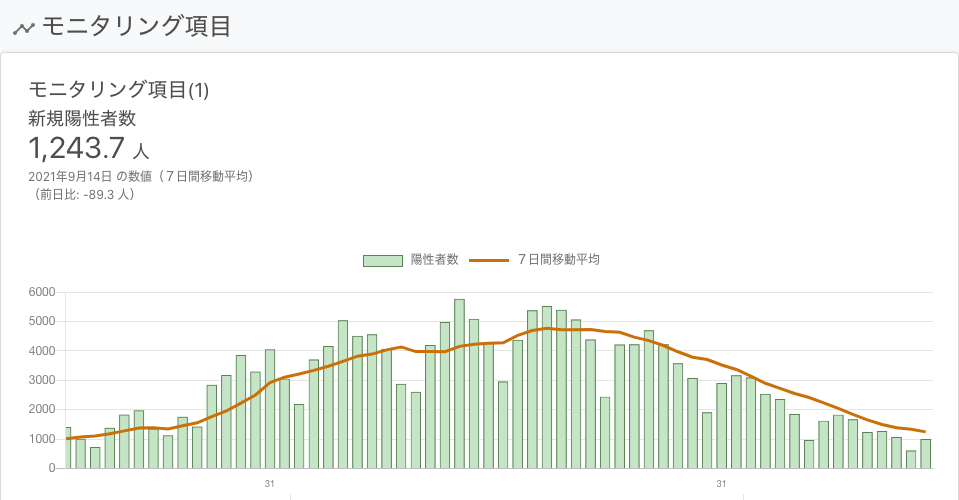 モニタリング項目
モニタリング項目(1)
新規陽性者数
1,243.7 人
2021年9月14日 の数値（７日間移動平均）
（前日比: -89.3 人）
陽性者数 ７日間移動平均
6000
5000
4000
3000
2000
1000
0
31 31